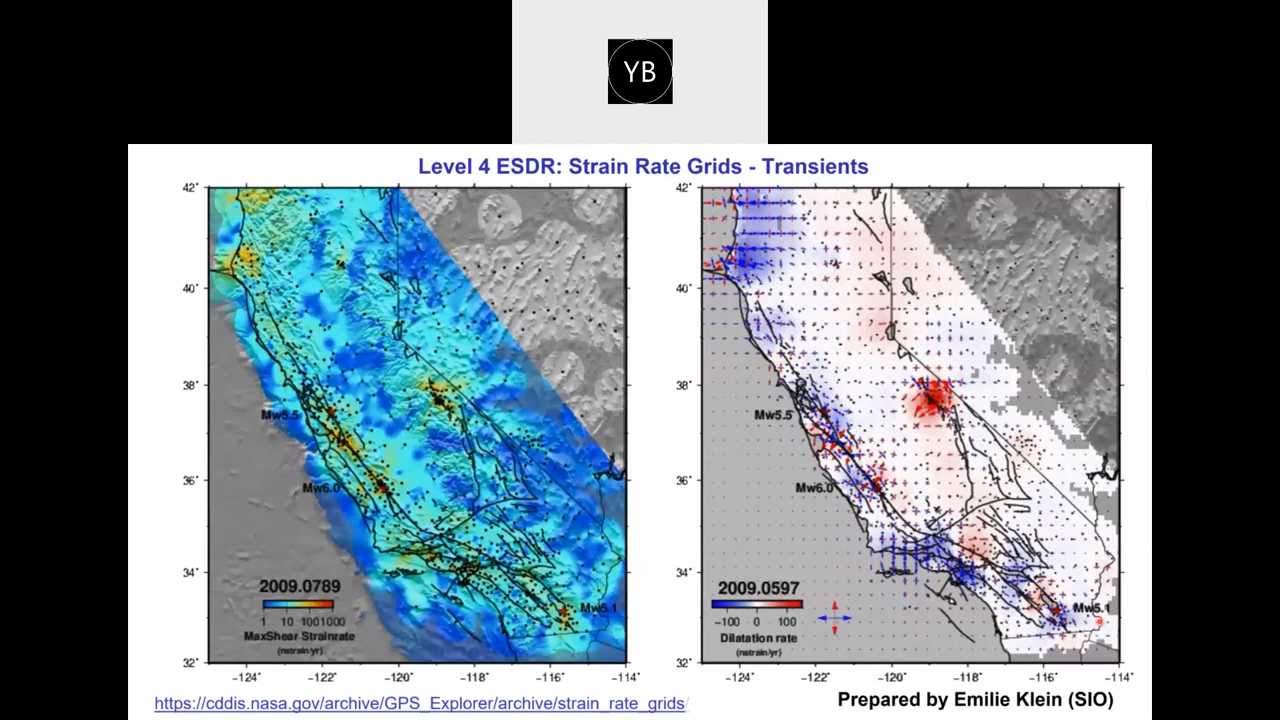 YB
Level 4 ESDR: Strain Rate Grids - Transients
42˚
40˚
38˚
36˚
34˚
32˚
−124˚
−122˚
−120˚
−118˚
−116˚
−114˚
Mw5.5
Mw6.0
Mw5.1
2009.0789
1 10 1001000
MaxShear Strainrate
(nstrain/yr)
42˚
40˚
38˚
36˚
34˚
32˚
−124˚
−122˚
−120˚
−118˚
−116˚
−114˚
Mw5.5
Mw6.0
Mw5.1
2009.0597
−100 0 100
Dilatation rate
(nstrain/yr)
https://cddis.nasa.gov/archive/GPS_Explorer/archive/strain_rate_grids/
Prepared by Emilie Klein (SIO)